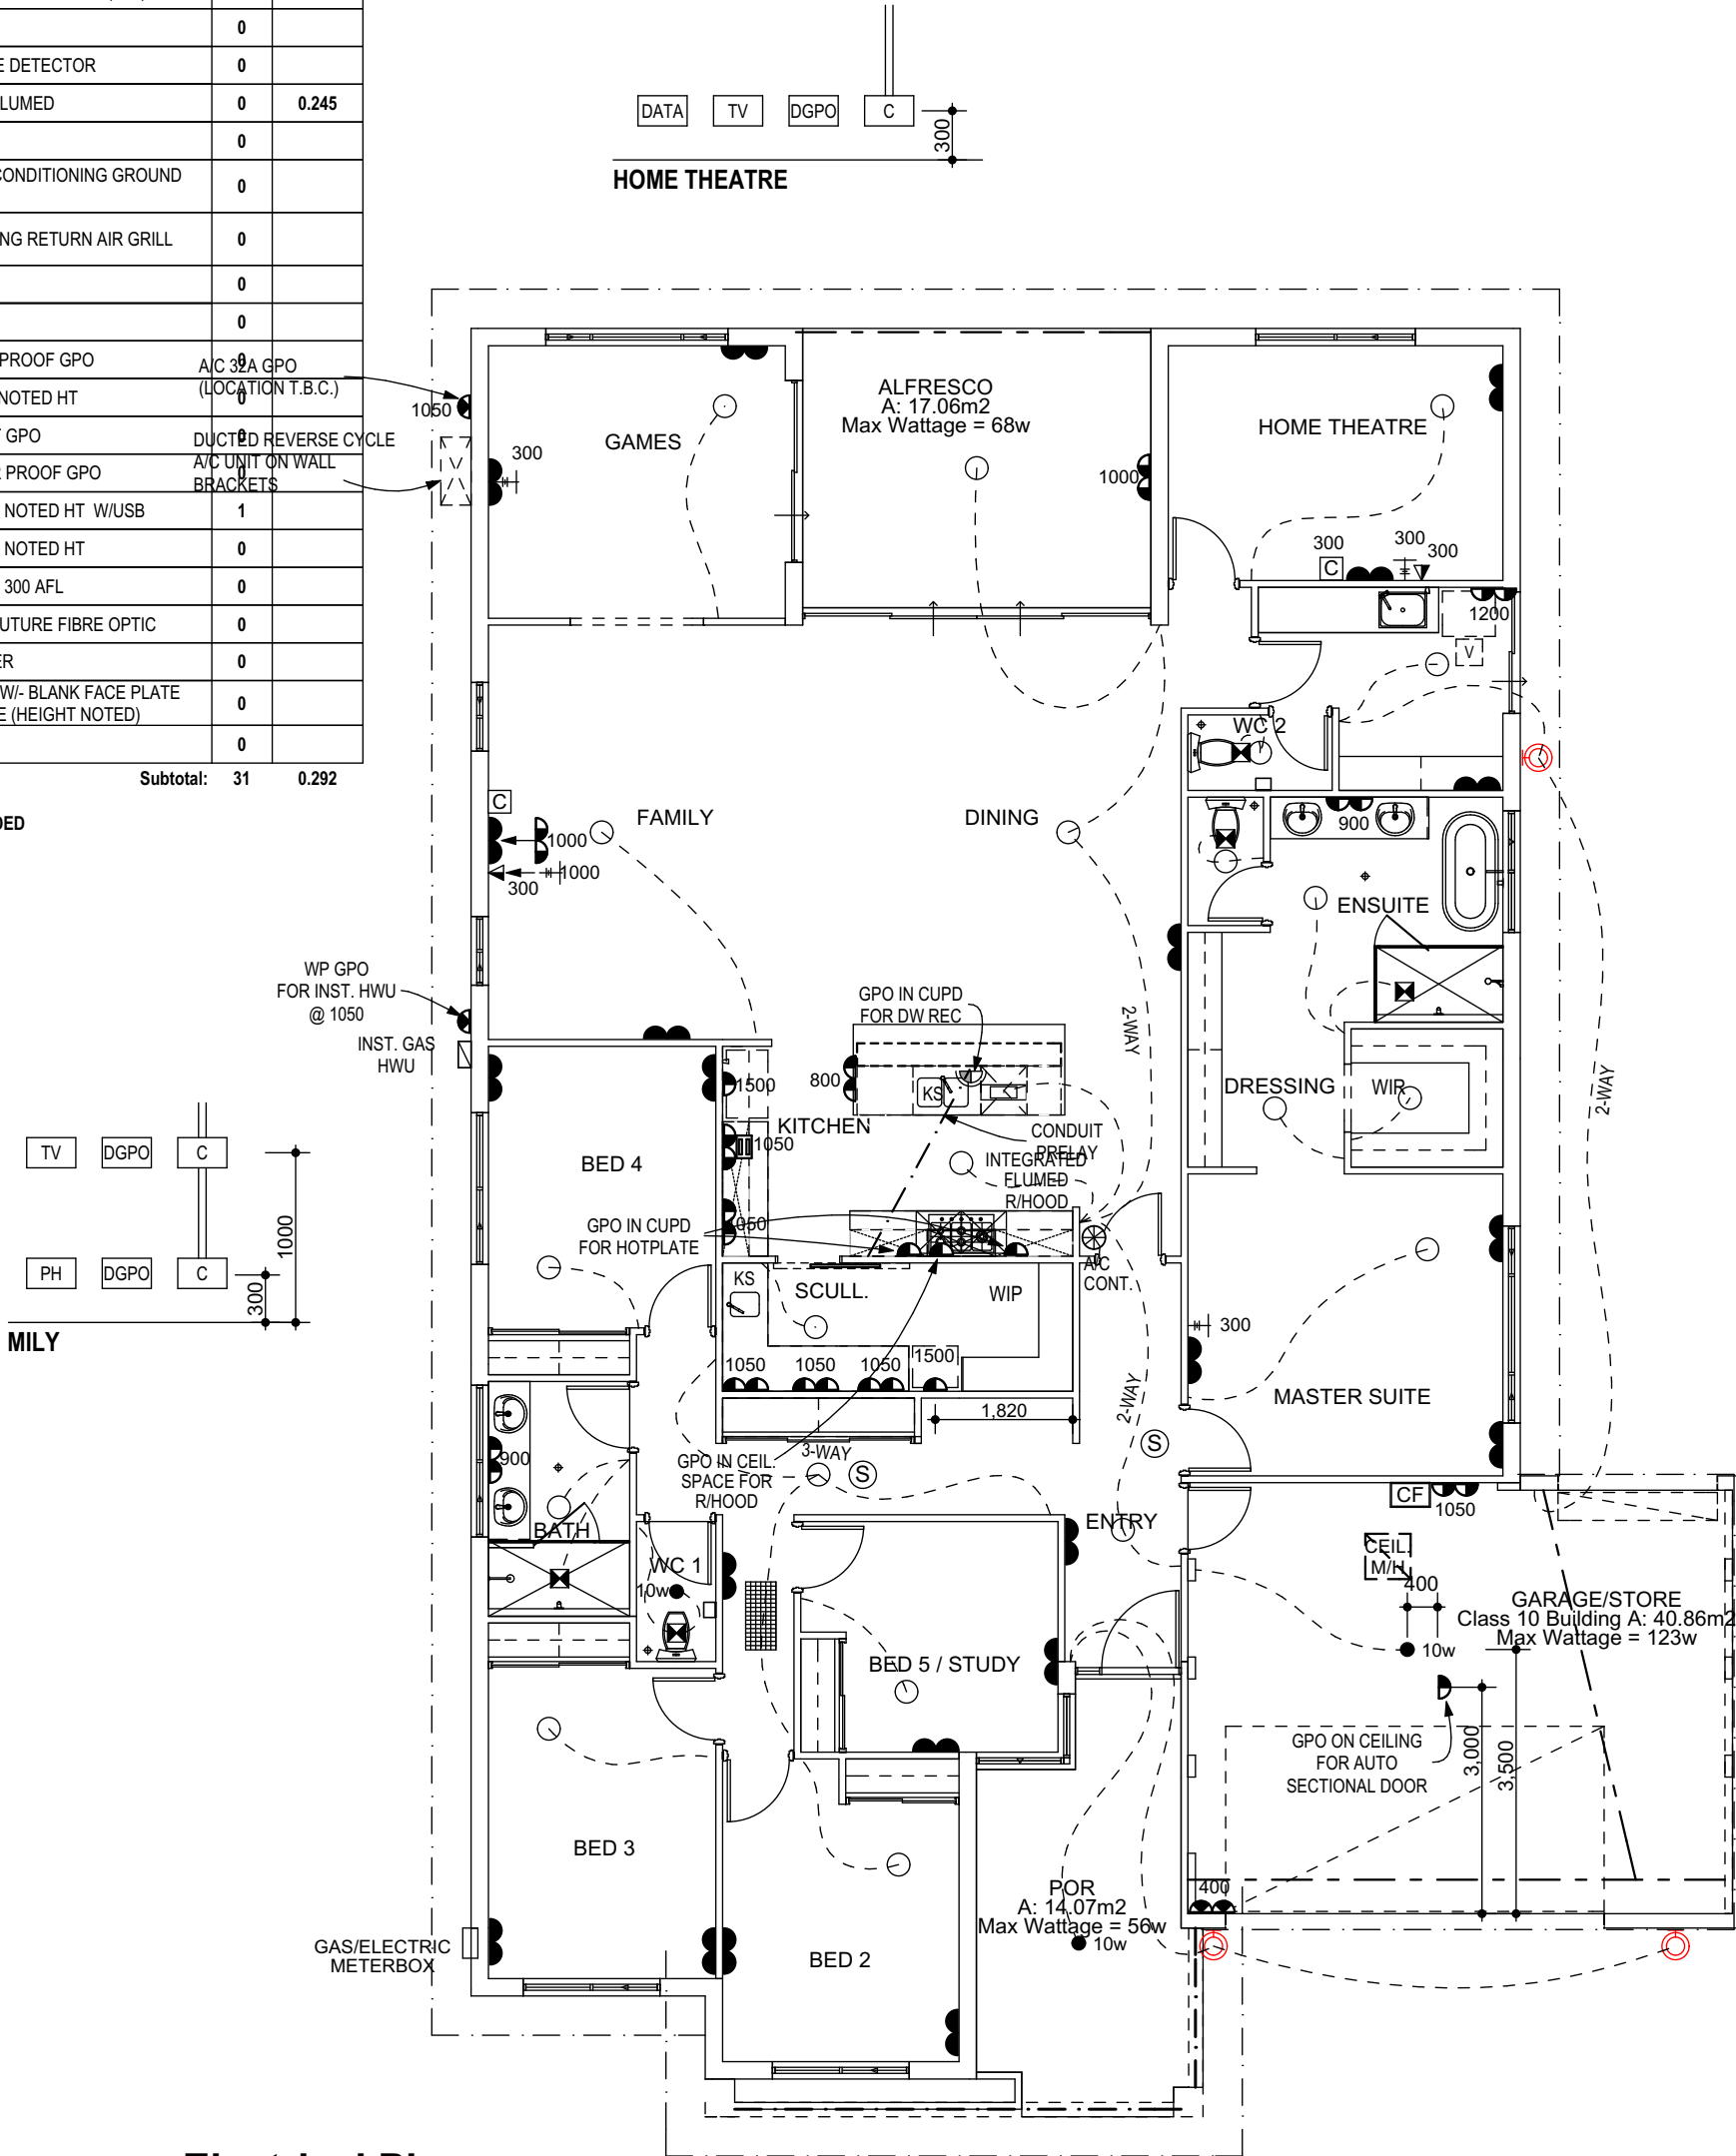 0
E DETECTOR 0
LUMED 0 0.245
0
CONDITIONING GROUND 0
NG RETURN AIR GRILL 0
0
0
PROOF GPO 0
NOTED HT 0
GPO 0
PROOF GPO 0
NOTED HT W/USB 1
NOTED HT 0
300 AFL 0
UTURE FIBRE OPTIC 0
ER 0
W/- BLANK FACE PLATE
E (HEIGHT NOTED) 0
0
Subtotal: 31 0.292
DED
DATA TV DGPO C
300
HOME THEATRE
A/C 32A GPO
(LOCATION T.B.C.)
1050
DUCTED REVERSE CYCLE
A/C UNIT ON WALL
BRACKETS
GAMES
300
ALFRESCO
A: 17.06m2
Max Wattage = 68w
1000
HOME THEATRE
300
C
300
300
1200
V
WC 2
C
FAMILY
1000
1000
300
DINING
900
ENSUITE
WP GPO
FOR INST. HWU
@ 1050
INST. GAS
HWU
GPO IN CUPD
FOR DW REC
2-WAY
2-WAY
1500
800
KS
KITCHEN
1050
CONDUIT
PRELAY
INTEGRATED
FLUMED
R/HOOD
DRESSING
WIR
TV DGPO C
1000
PH DGPO C
300
MILY
BED 4
GPO IN CUPD
FOR HOTPLATE
1050
A/C
CONT.
KS
SCULL.
WIP
300
1050 1050 1050 1500
1,820
2-WAY
MASTER SUITE
S
3-WAY
S
GPO IN CEIL.
SPACE FOR
R/HOOD
900
BATH
WC 1
10w
ENTRY
CF
1050
CEIL.
M/H
400
GARAGE/STORE
Class 10 Building A: 40.86m2
Max Wattage = 123w
10w
BED 5 / STUDY
GPO ON CEILING
FOR AUTO
SECTIONAL DOOR
3,000
3,500
BED 3
POR
A: 14.07m2
Max Wattage = 56w
10w
400
GAS/ELECTRIC
METERBOX
BED 2